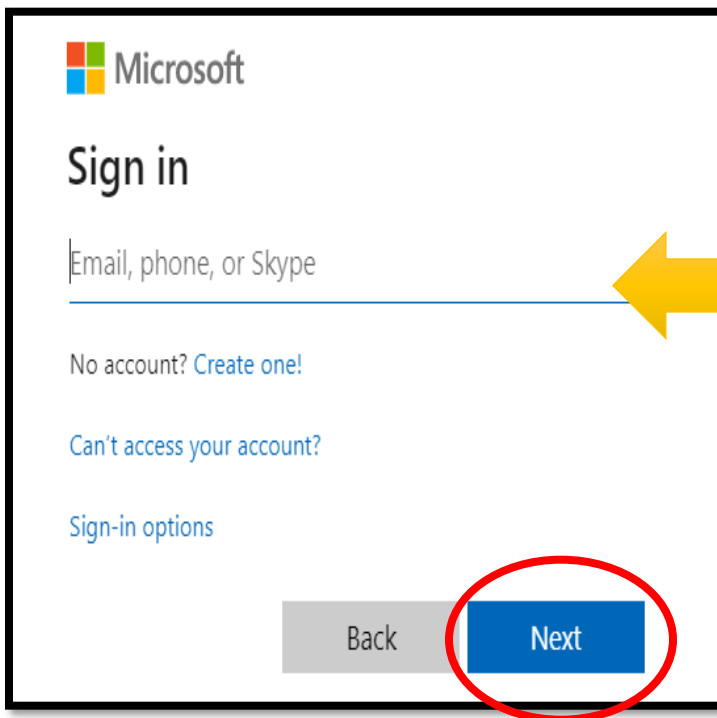 Microsoft
Sign in
Email, phone, or Skype
No account? Create one!
Can't access your account?
Sign-in options
Back Next